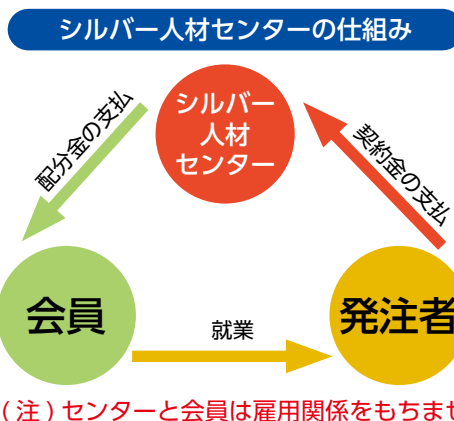 シルバー人材センターの仕組み
シルバー
人材
センター
配分金の支払
契約金の支払
会員
就業
発注者
(注)センターと会員は雇用関係をもちませ